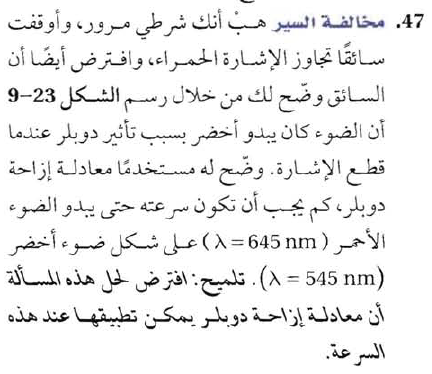 47. مخالفة السير هبْ أنك شرطي مرور، وأوقفت
سائقًا تجاوز الإشارة الحمراء، وافترض أيضًا أن
السائق وضّح لك من خلال رسم الشكل 23-9
أن الضوء كان يبدو أخضر بسبب تأثير دوبلر عندما
قطع الإشارة. وضّح له مستخدمًا معادلة إزاحة
دوبلر، كم يجب أن تكون سرعته حتى يبدو الضوء
الأحمر (λ = 645 nm) على شكل ضوء أخضر
(λ = 545 nm). تلميح: افترض لحل هذه المسألة
أن معادلة إزاحة دوبلر يمكن تطبيقها عند هذه
السرعة.